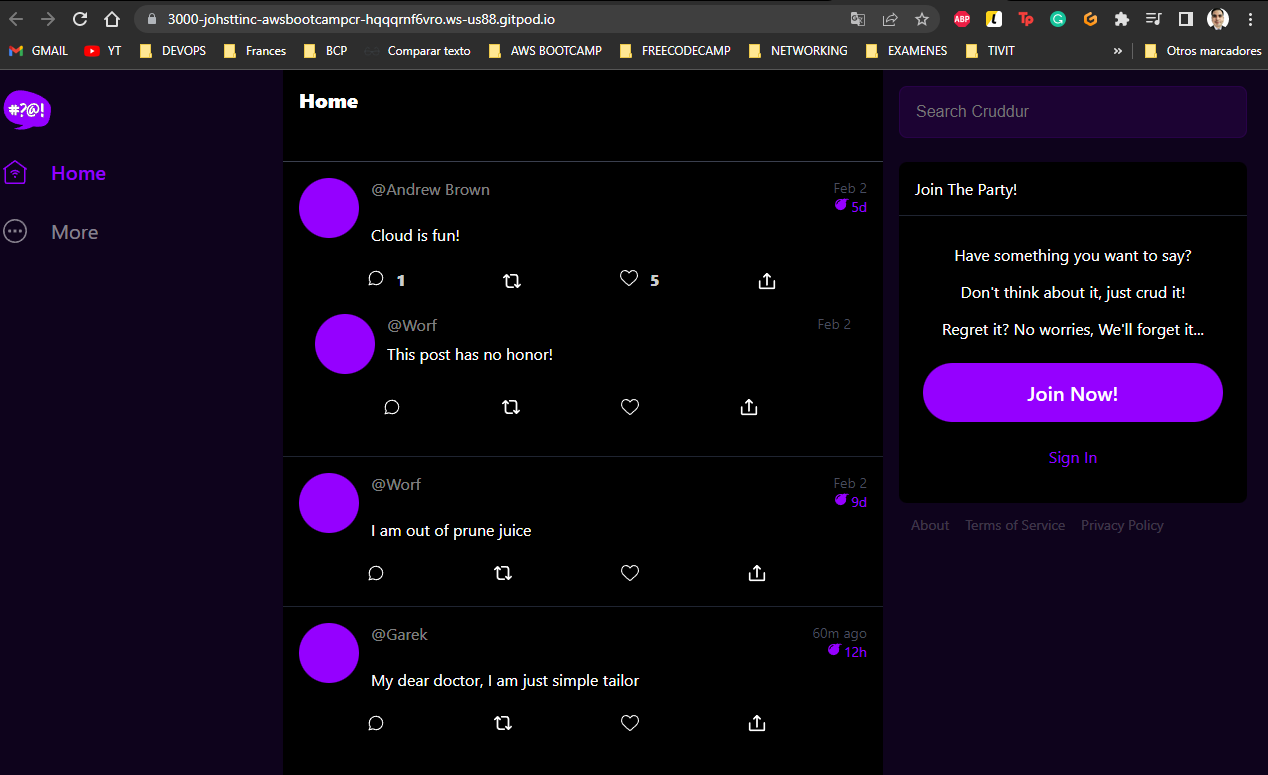 3000-johsttinc-awsbootcampcr-hqqqrnf6vro.ws-us88.gitpod.io
ABP L Tp G G
GMAIL YT DEVOPS Frances BCP Comparar texto AWS BOOTCAMP FREECODECAMP NETWORKING EXAMENES TIVIT » Otros marcadores
#?@!
Home
More
Home
@Andrew Brown Feb 2
5d
Cloud is fun!
1 5
@Worf Feb 2
This post has no honor!
@Worf Feb 2
9d
I am out of prune juice
@Garek 60m ago
12h
My dear doctor, I am just simple tailor
Search Cruddur
Join The Party!
Have something you want to say?
Don't think about it, just crud it!
Regret it? No worries, We'll forget it...
Join Now!
Sign In
About Terms of Service Privacy Policy